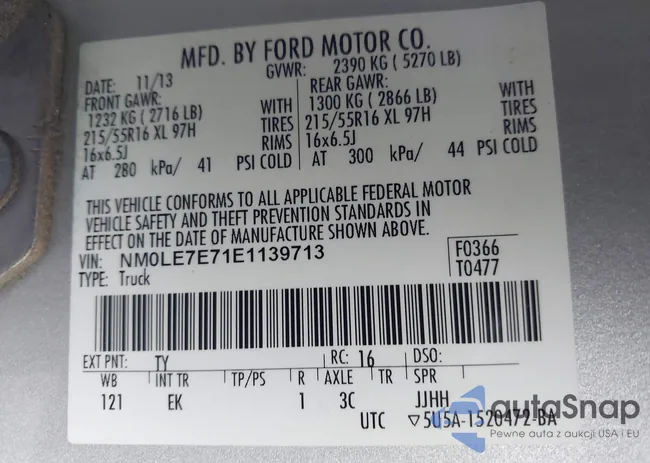 MFD. BY FORD MOTOR CO.
DATE: 11/13 GVWR: 2390 KG ( 5270 LB)
FRONT GAWR: REAR GAWR:
1232 KG ( 2716 LB) WITH 1300 KG ( 2866 LB) WITH
215/55R16 XL 97H TIRES 215/55R16 XL 97H TIRES
16x6.5J RIMS 16x6.5J RIMS
AT 280 kPa/ 41 PSI COLD AT 300 kPa/ 44 PSI COLD
THIS VEHICLE CONFORMS TO ALL APPLICABLE FEDERAL MOTOR
VEHICLE SAFETY AND THEFT PREVENTION STANDARDS IN
EFFECT ON THE DATE OF MANUFACTURE SHOWN ABOVE.
VIN: NM0LE7E71E1139713 F0366
TYPE: Truck T0477
EXT PNT: TY RC: 16 DSO:
WB INT TR TP/PS R AXLE TR SPR
121 EK 1 3C JJHH
UTC ▽5U5A-1520472-BA
autoSnap
Pewne auta z aukcji USA i EU